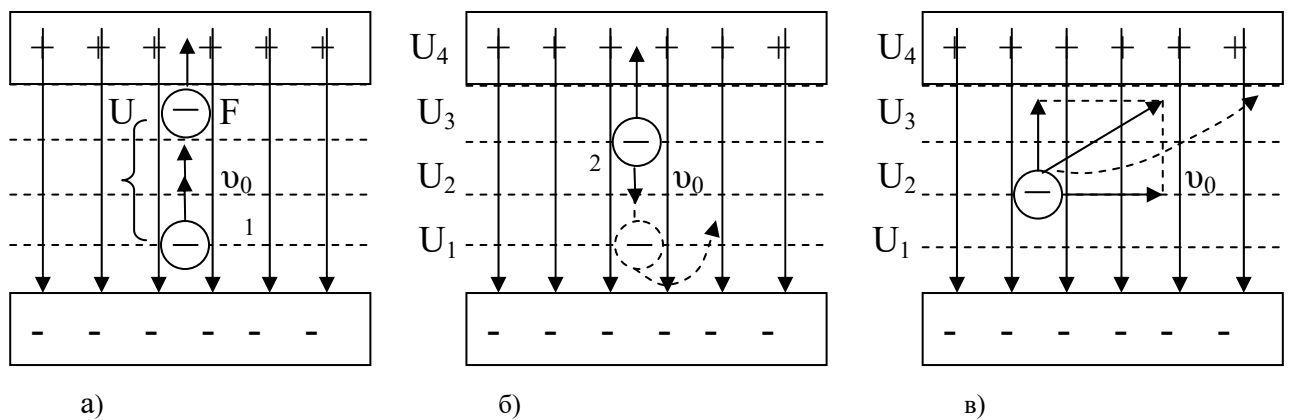 + + + + + +
U F
υ₀
1
- - - - - -
а)
U₄ + + + + + +
U₃
2
U₂ υ₀
U₁
- - - - - -
б)
U₄ + + + + + +
U₃
U₂ υ₀
U₁
- - - - - -
в)